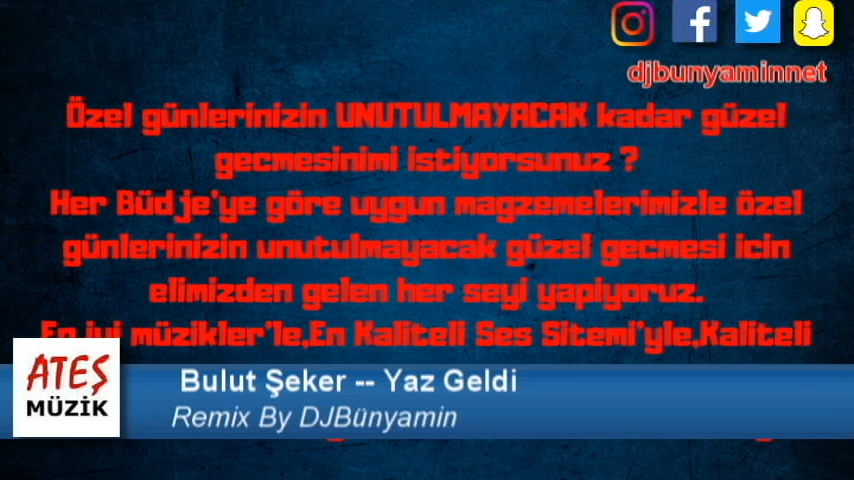 djbunyaminnet
Özel günlerinizin UNUTULMAYACAK kadar güzel
gecmesinimi istiyorsunuz ?
Her Büdje'ye göre uygun magzemelerimizle özel
günlerinizin unutulmayacak güzel gecmesi icin
elimizden gelen her seyi yapiyoruz.
En iyi müzikler'le,En Kaliteli Ses Sitemi'yle,Kaliteli
ATEŞ
MÜZİK
Bulut Şeker -- Yaz Geldi
Remix By DJBünyamin